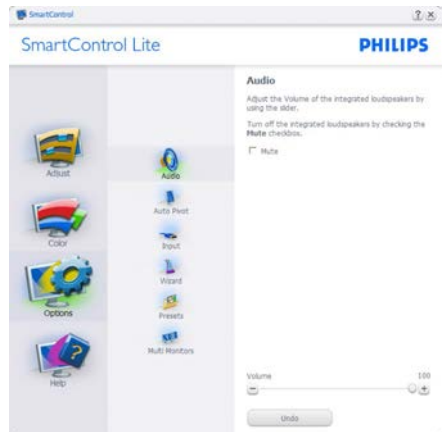 SmartControl
SmartControl Lite
PHILIPS
Adjust
Color
Options
Help
Audio
Auto Pivot
Input
Wizard
Presets
Multi Monitors
Audio
Adjust the Volume of the integrated loudspeakers by
using the slider.
Turn off the integrated loudspeakers by checking the
Mute checkbox.
Mute
Volume 100
Undo